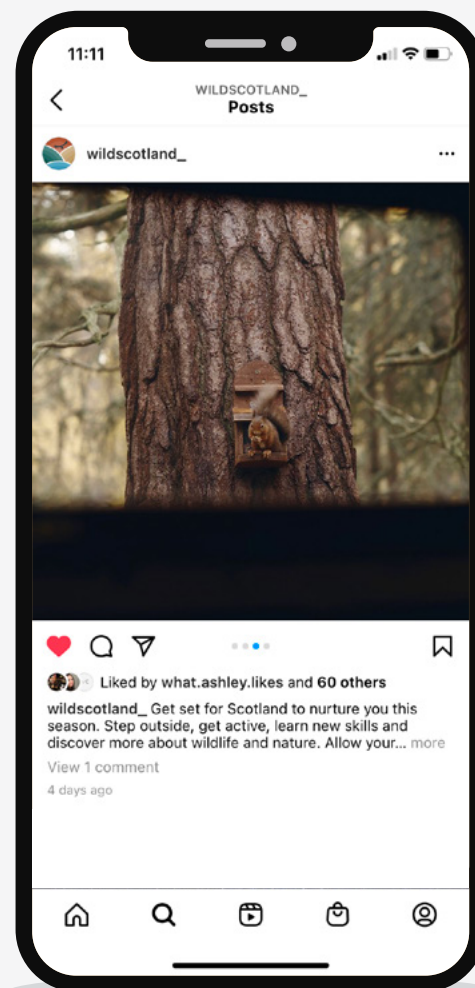 11:11
WILDSCOTLAND_
Posts
wildscotland_
Liked by what.ashley.likes and 60 others
wildscotland_ Get set for Scotland to nurture you this
season. Step outside, get active, learn new skills and
discover more about wildlife and nature. Allow your... more
View 1 comment
4 days ago